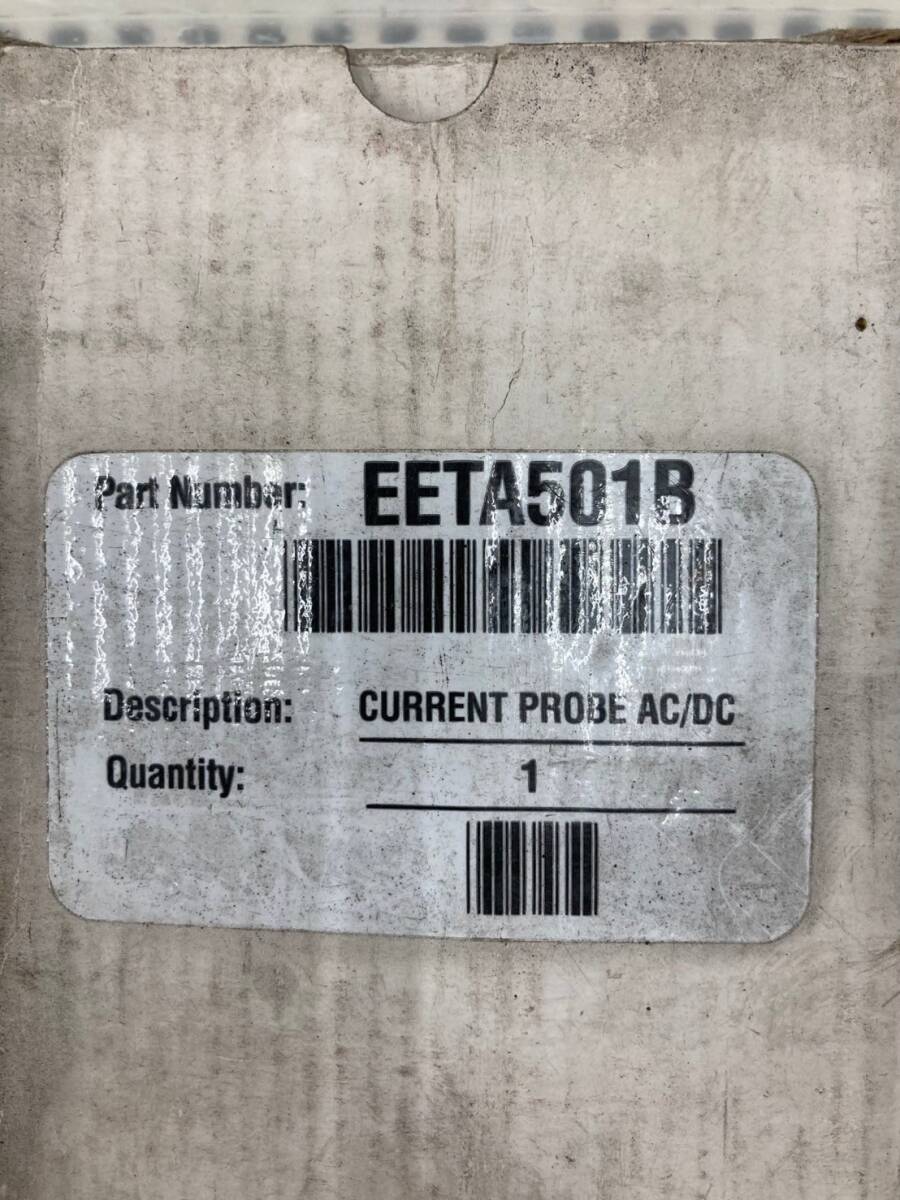 Part Number: EETA501B
Description: CURRENT PROBE AC/DC
Quantity: 1